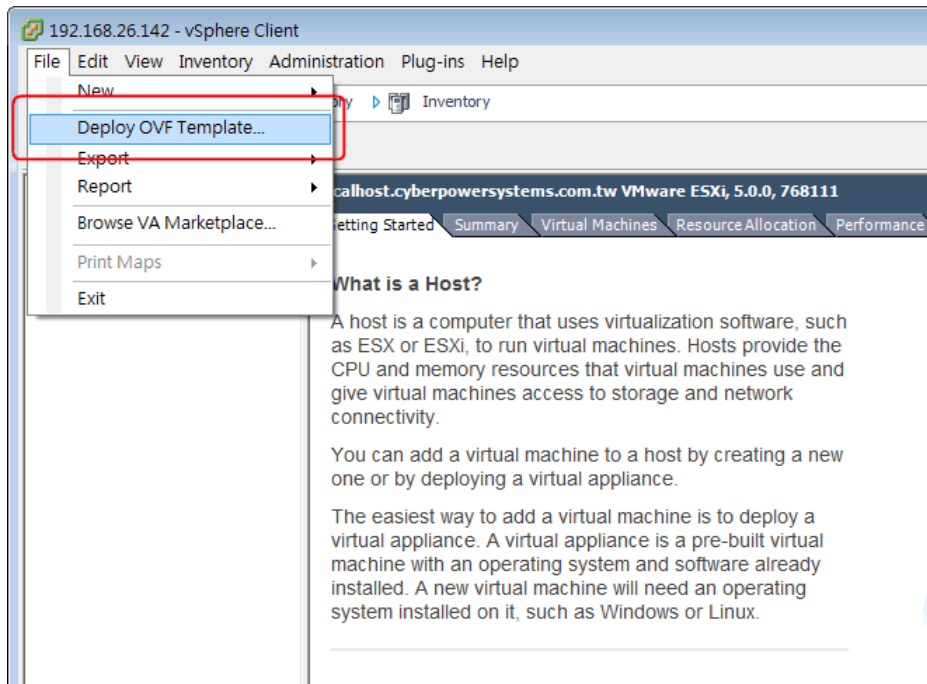 192.168.26.142 - vSphere Client
File Edit View Inventory Administration Plug-ins Help
New
Inventory
Deploy OVF Template...
Export
Report
calhost.cyberpowersystems.com.tw VMware ESXi, 5.0.0, 768111
Browse VA Marketplace...
etting Started Summary Virtual Machines Resource Allocation Performance
Print Maps
Exit
What is a Host?
A host is a computer that uses virtualization software, such
as ESX or ESXi, to run virtual machines. Hosts provide the
CPU and memory resources that virtual machines use and
give virtual machines access to storage and network
connectivity.
You can add a virtual machine to a host by creating a new
one or by deploying a virtual appliance.
The easiest way to add a virtual machine is to deploy a
virtual appliance. A virtual appliance is a pre-built virtual
machine with an operating system and software already
installed. A new virtual machine will need an operating
system installed on it, such as Windows or Linux.